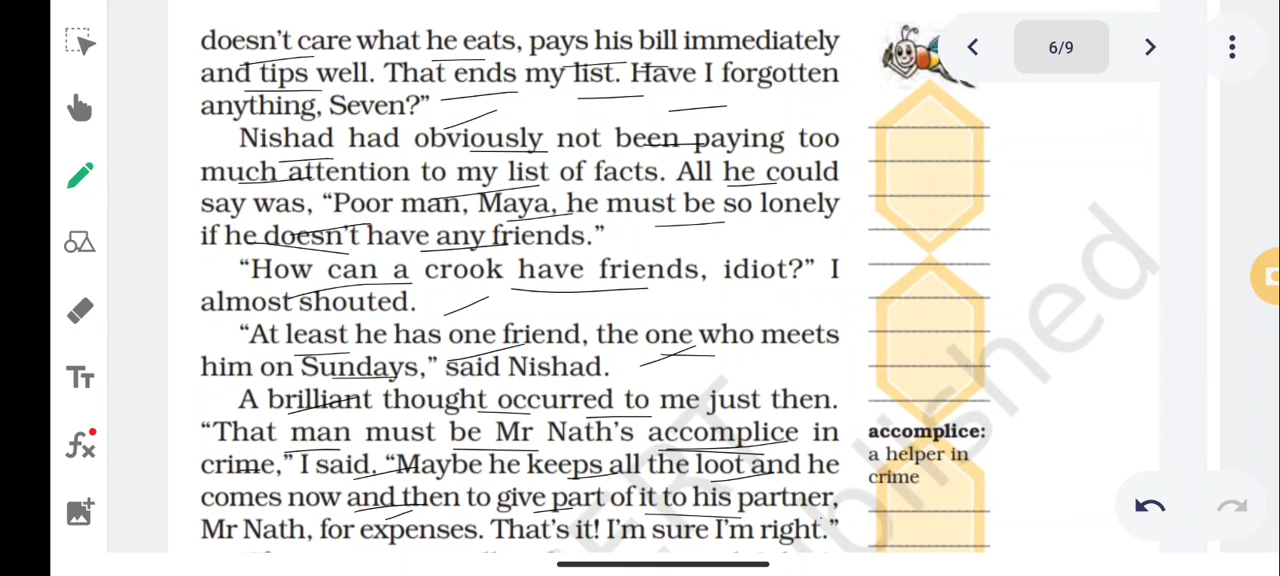 doesn't care what he eats, pays his bill immediately
and tips well. That ends my list. Have I forgotten
anything, Seven?”
Nishad had obviously not been paying too
much attention to my list of facts. All he could
say was, “Poor man, Maya, he must be so lonely
if he doesn't have any friends.”
“How can a crook have friends, idiot?” I
almost shouted.
“At least he has one friend, the one who meets
him on Sundays,” said Nishad.
A brilliant thought occurred to me just then.
“That man must be Mr Nath's accomplice in
crime,” I said. “Maybe he keeps all the loot and he
comes now and then to give part of it to his partner,
Mr Nath, for expenses. That's it! I'm sure I'm right.”
accomplice:
a helper in
crime
6/9
TT
fx